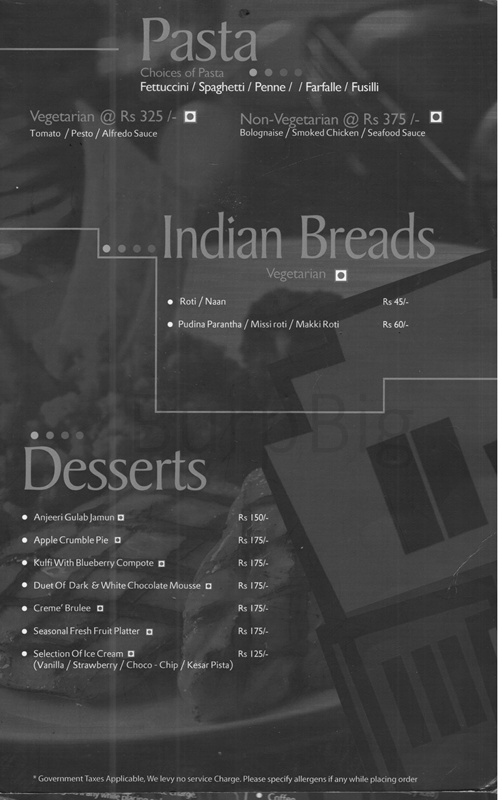 Pasta
Choices of Pasta
Fettuccini / Spaghetti / Penne / / Farfalle / Fusilli
Vegetarian @ Rs 325 /-
Tomato / Pesto / Alfredo Sauce
Non-Vegetarian @ Rs 375 /-
Bolognaise / Smoked Chicken / Seafood Sauce
Indian Breads
Vegetarian
Roti / Naan Rs 45/-
Pudina Parantha / Missi roti / Makki Roti Rs 60/-
Desserts
Anjeeri Gulab Jamun Rs 150/-
Apple Crumble Pie Rs 175/-
Kulfi With Blueberry Compote Rs 175/-
Duet Of Dark & White Chocolate Mousse Rs 175/-
Creme' Brulee Rs 175/-
Seasonal Fresh Fruit Platter Rs 175/-
Selection Of Ice Cream Rs 125/-
(Vanilla / Strawberry / Choco - Chip / Kesar Pista)
* Government Taxes Applicable, We levy no service Charge. Please specify allergens if any while placing order
Coffee